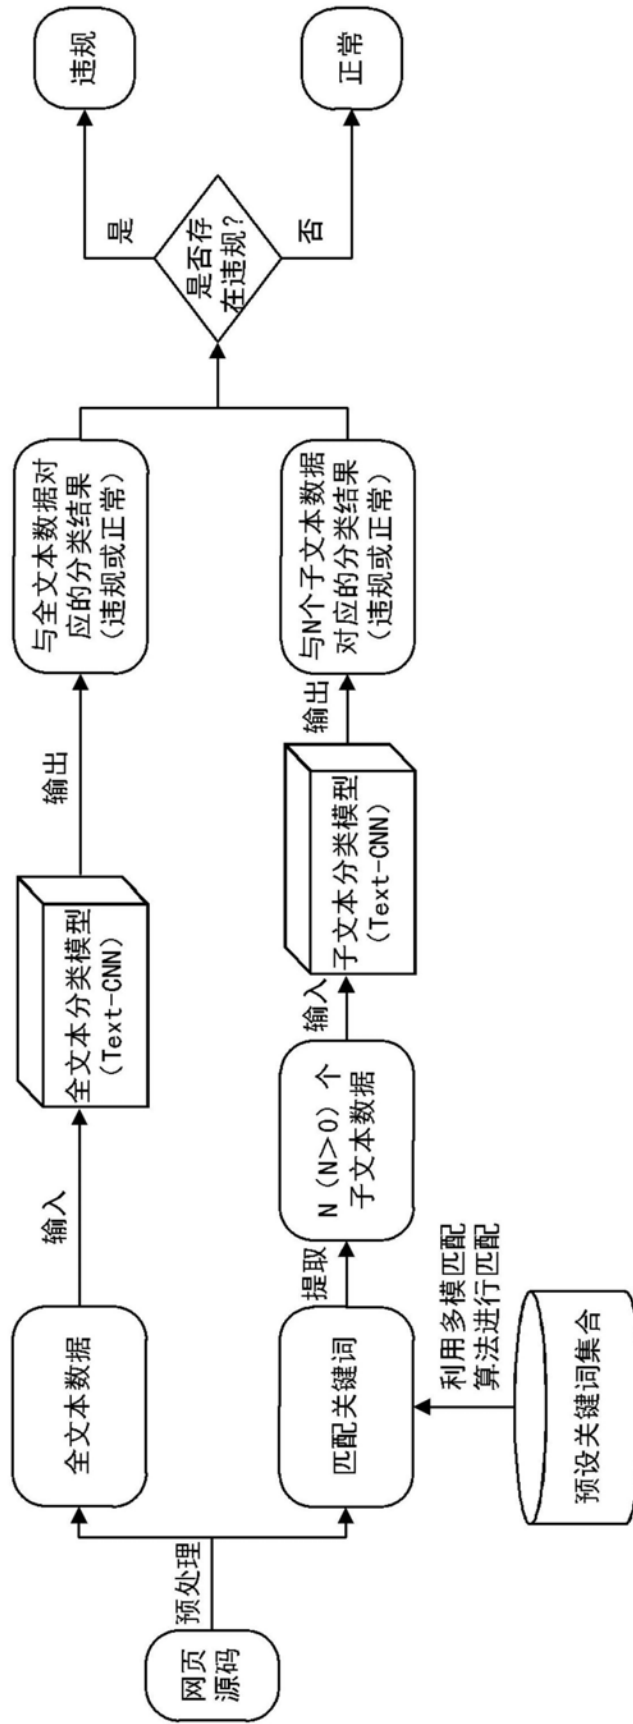 网页
源码
预处理
全文本数据
输入
全文本分类模型
（Text-CNN）
输出
与全文本数据对
应的分类结果
（违规或正常）
匹配关键词
利用多模匹配
算法进行匹配
预设关键词集合
提取
N（N>0）个
子文本数据
输入
子文本分类模型
（Text-CNN）
输出
与N个子文本数据
对应的分类结果
（违规或正常）
是否存
在违规？
是
违规
否
正常